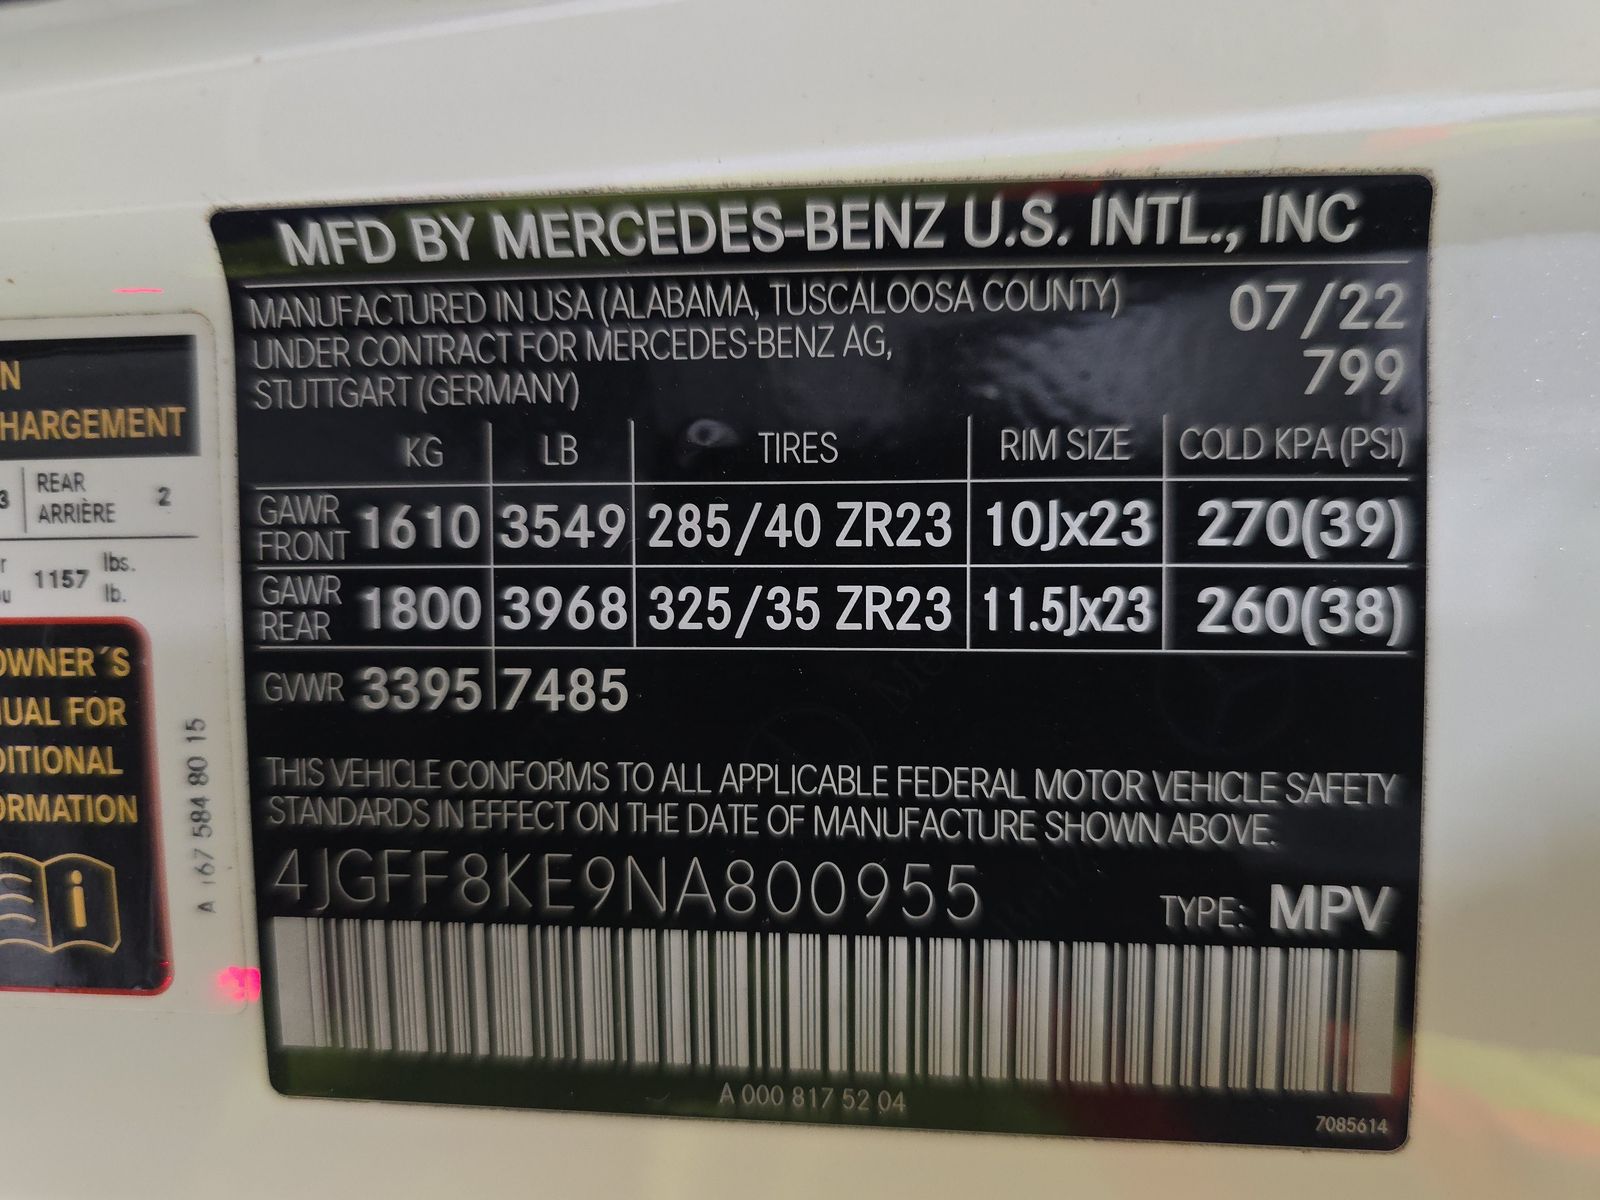 MFD BY MERCEDES-BENZ U.S. INTL., INC
MANUFACTURED IN USA (ALABAMA, TUSCALOOSA COUNTY) 07/22
UNDER CONTRACT FOR MERCEDES-BENZ AG, 799
STUTTGART (GERMANY)
KG LB TIRES RIM SIZE COLD KPA (PSI)
GAWR FRONT 1610 3549 285/40 ZR23 10Jx23 270(39)
GAWR REAR 1800 3968 325/35 ZR23 11.5Jx23 260(38)
GVWR 3395 7485
THIS VEHICLE CONFORMS TO ALL APPLICABLE FEDERAL MOTOR VEHICLE SAFETY
STANDARDS IN EFFECT ON THE DATE OF MANUFACTURE SHOWN ABOVE.
4JGFF8KE9NA800955 TYPE: MPV
A 000 817 52 04
7085614
HARGEMENT
3 REAR 2
ARRIÈRE
1157 lbs.
lb.
OWNER´S
UAL FOR
DITIONAL
ORMATION
i
A 167 584 80 15